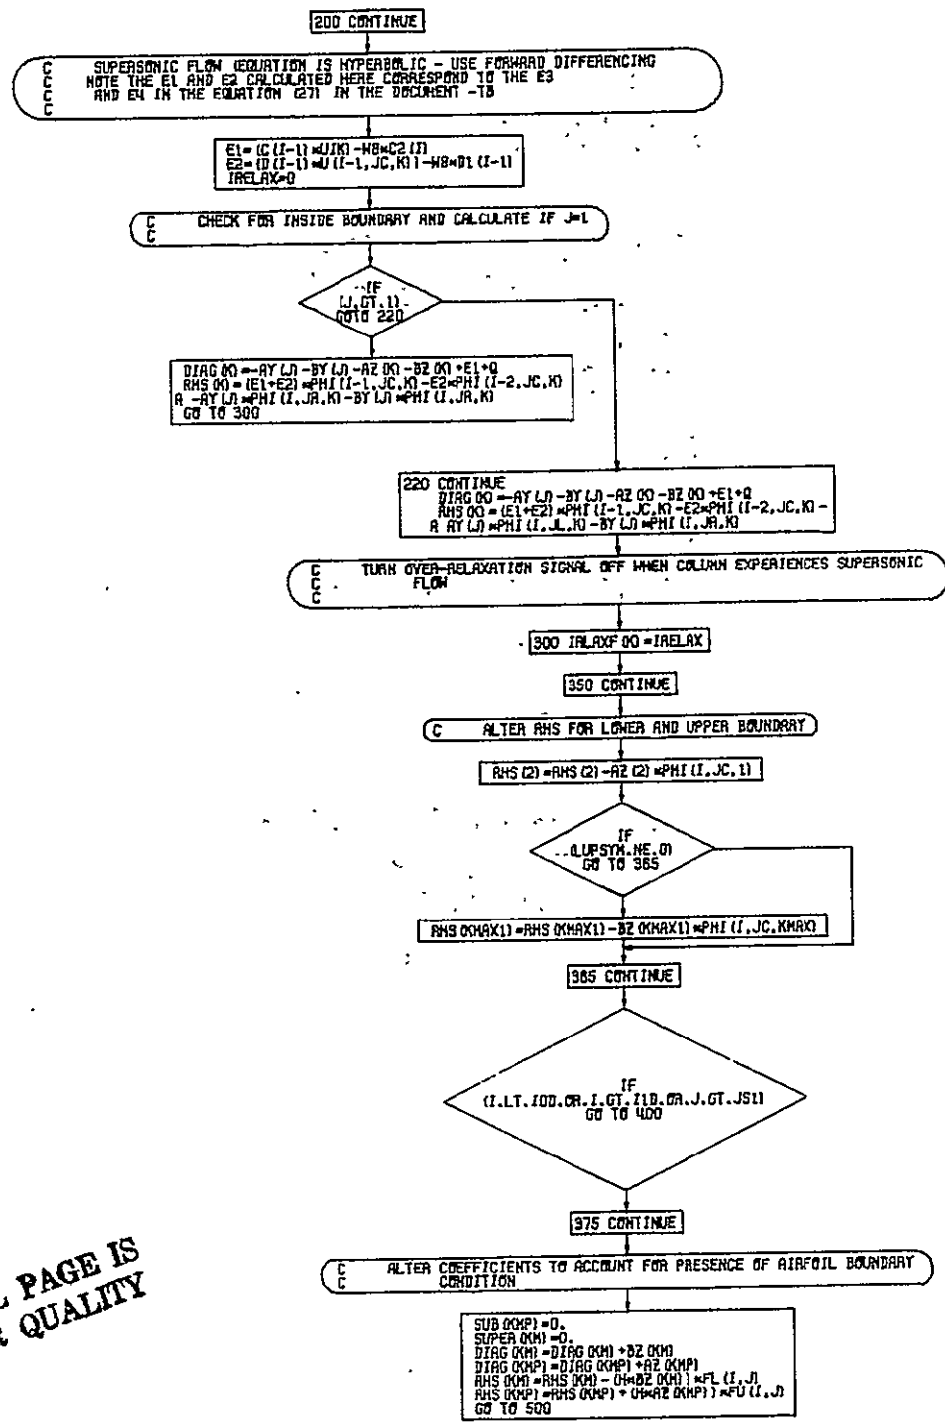 200 CONTINUE
C SUPERSONIC FLOW (EQUATION IS HYPERBOLIC - USE FORWARD DIFFERENCING
C NOTE THE E1 AND E2 CALCULATED HERE CORRESPOND TO THE E3
C AND E4 IN THE EQUATION (27) IN THE DOCUMENT -TB
C
E1= (C(I-1)*UIK)-WB*C2(I)
E2=(D(I-1)*U(I-1,JC,K))-WB*D1(I-1)
IRELAX=0
C CHECK FOR INSIDE BOUNDARY AND CALCULATE IF J=1
C
IF
(J.GT.1)
GOTO 220
DIAG(K)=-AY(J)-BY(J)-AZ(K)-BZ(K)+E1+Q
RHS(K)=(E1+E2)*PHI(I-1,JC,K)-E2*PHI(I-2,JC,K)
A -AY(J)*PHI(I,JR,K)-BY(J)*PHI(I,JR,K)
GO TO 300
220 CONTINUE
DIAG(K)=-AY(J)-BY(J)-AZ(K)-BZ(K)+E1+Q
RHS(K)=(E1+E2)*PHI(I-1,JC,K)-E2*PHI(I-2,JC,K)-
A AY(J)*PHI(I,JL,K)-BY(J)*PHI(I,JR,K)
C TURN OVER-RELAXATION SIGNAL OFF WHEN COLUMN EXPERIENCES SUPERSONIC
C FLOW
C
300 IRLAXF(K)=IRELAX
350 CONTINUE
C ALTER RHS FOR LOWER AND UPPER BOUNDARY
RHS(2)=RHS(2)-AZ(2)*PHI(I,JC,1)
IF
(LUPSYM.NE.0)
GO TO 365
RHS(KMAX1)=RHS(KMAX1)-BZ(KMAX1)*PHI(I,JC,KMAX)
365 CONTINUE
IF
(I.LT.IOD.OR.I.GT.I1D.OR.J.GT.JS1)
GO TO 400
375 CONTINUE
C ALTER COEFFICIENTS TO ACCOUNT FOR PRESENCE OF AIRFOIL BOUNDARY
C CONDITION
SUB(KMP)=0.
SUPER(KM)=0.
DIAG(KM)=DIAG(KM)+BZ(KM)
DIAG(KMP)=DIAG(KMP)+AZ(KMP)
RHS(KM)=RHS(KM)-(H*BZ(KM))*FL(I,J)
RHS(KMP)=RHS(KMP)+(H*AZ(KMP))*FU(I,J)
GO TO 500
PAGE IS
QUALITY